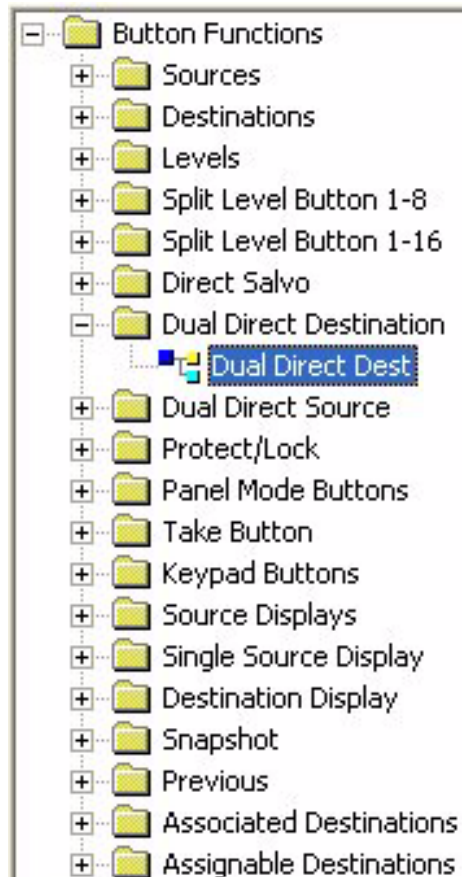 Button Functions
Sources
Destinations
Levels
Split Level Button 1-8
Split Level Button 1-16
Direct Salvo
Dual Direct Destination
Dual Direct Dest
Dual Direct Source
Protect/Lock
Panel Mode Buttons
Take Button
Keypad Buttons
Source Displays
Single Source Display
Destination Display
Snapshot
Previous
Associated Destinations
Assignable Destinations